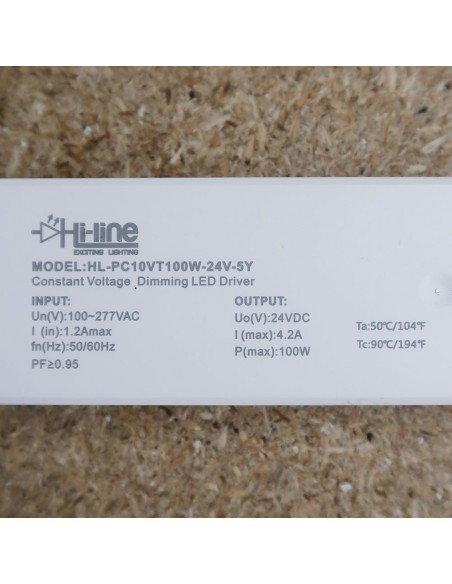 Hi-line
EXCITING LIGHTING
MODEL:HL-PC10VT100W-24V-5Y
Constant Voltage Dimming LED Driver
INPUT:
Un(V):100~277VAC
I (in):1.2Amax
fn(Hz):50/60Hz
PF≥0.95
OUTPUT:
Uo(V):24VDC
I (max):4.2A
P(max):100W
Ta:50℃/104℉
Tc:90℃/194℉